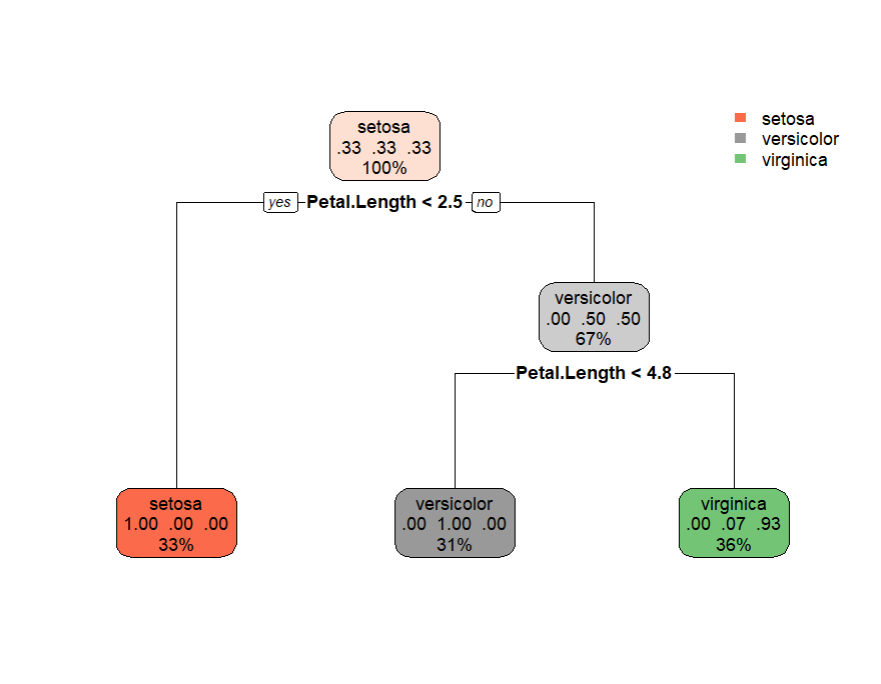 setosa
.33 .33 .33
100%
setosa
versicolor
virginica
yes Petal.Length < 2.5 no
versicolor
.00 .50 .50
67%
Petal.Length < 4.8
setosa
1.00 .00 .00
33%
versicolor
.00 1.00 .00
31%
virginica
.00 .07 .93
36%